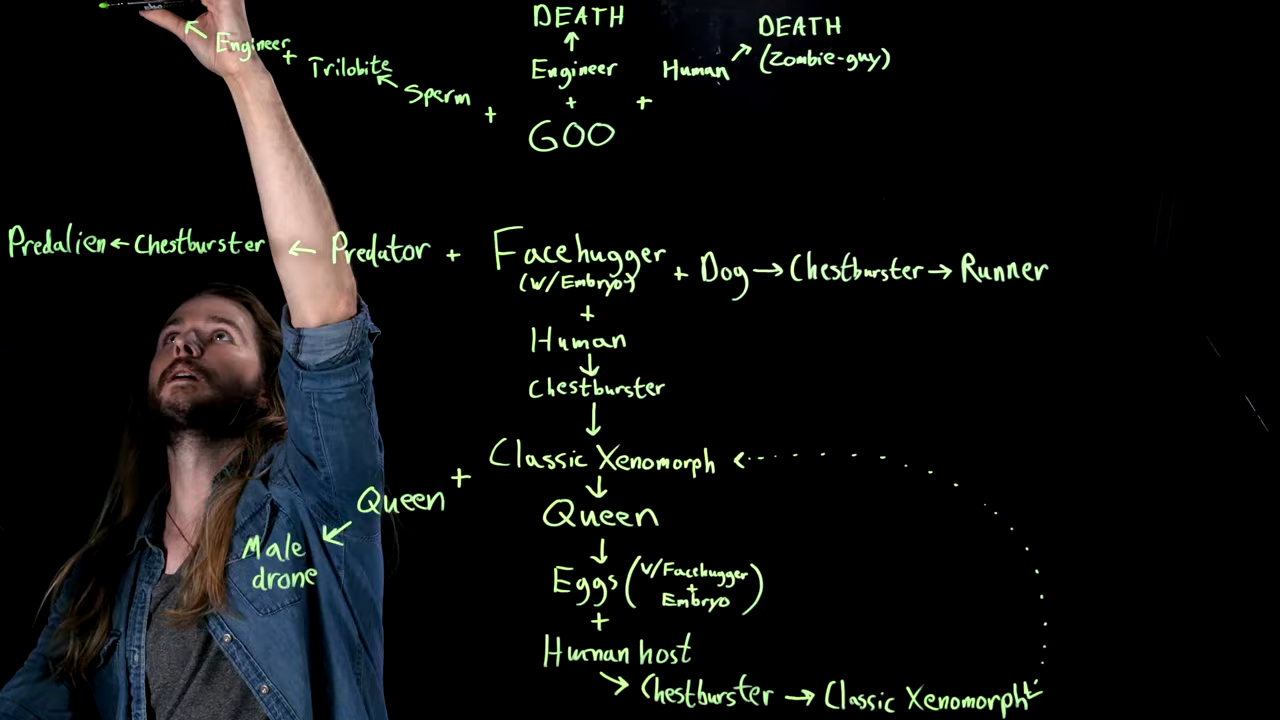 DEATH
DEATH
(Zombie-guy)
↑
↗
Engineer
Engineer
Human
+ Trilobite
Sperm
+
+
+
GOO
Predalien ← Chestburster ← Predator + Facehugger + Dog → Chestburster → Runner
(w/Embryo)
+
Human
↓
Chestburster
↓
Classic Xenomorph
+
Queen
↓
Queen
Male
drone
↓
Eggs (w/Facehugger
+
Embryo)
+
Human host
→ Chestburster → Classic Xenomorph